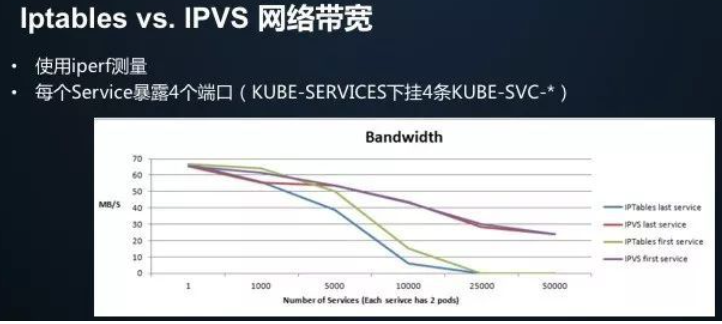 Iptables vs. IPVS 网络带宽
• 使用iperf测量
• 每个Service暴露4个端口（KUBE-SERVICES下挂4条KUBE-SVC-*）
Bandwidth
70
60
50
40
30
20
10
0
MB/S
IPTables last service
IPVS last service
IPTables first service
IPVS first service
1 1000 5000 10000 25000 50000
Number of Services (Each serivce has 2 pods)